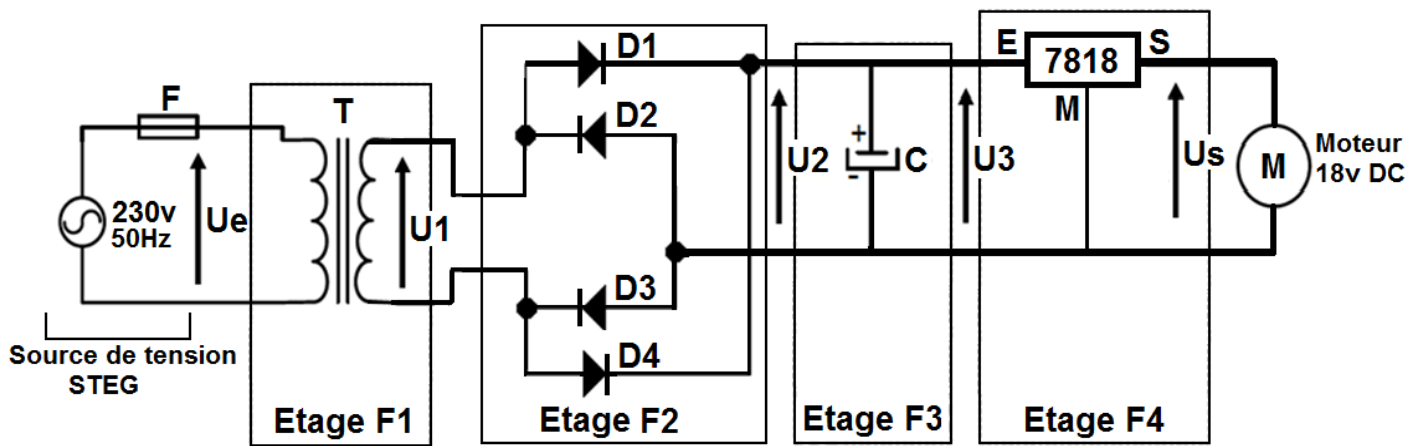 F
T
230v
50Hz
Ue
U1
Source de tension
STEG
Etage F1
D1
D2
D3
D4
Etage F2
U2
+
-
C
Etage F3
U3
E
7818
S
M
Us
Etage F4
M
Moteur
18v DC